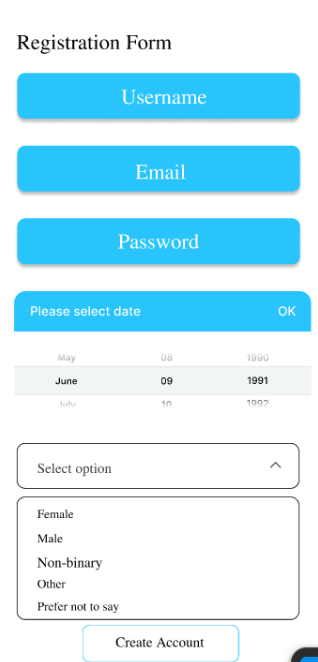 Registration Form
Username
Email
Password
Please select date OK
May 08 1990
June 09 1991
July 10 1992
Select option
Female
Male
Non-binary
Other
Prefer not to say
Create Account